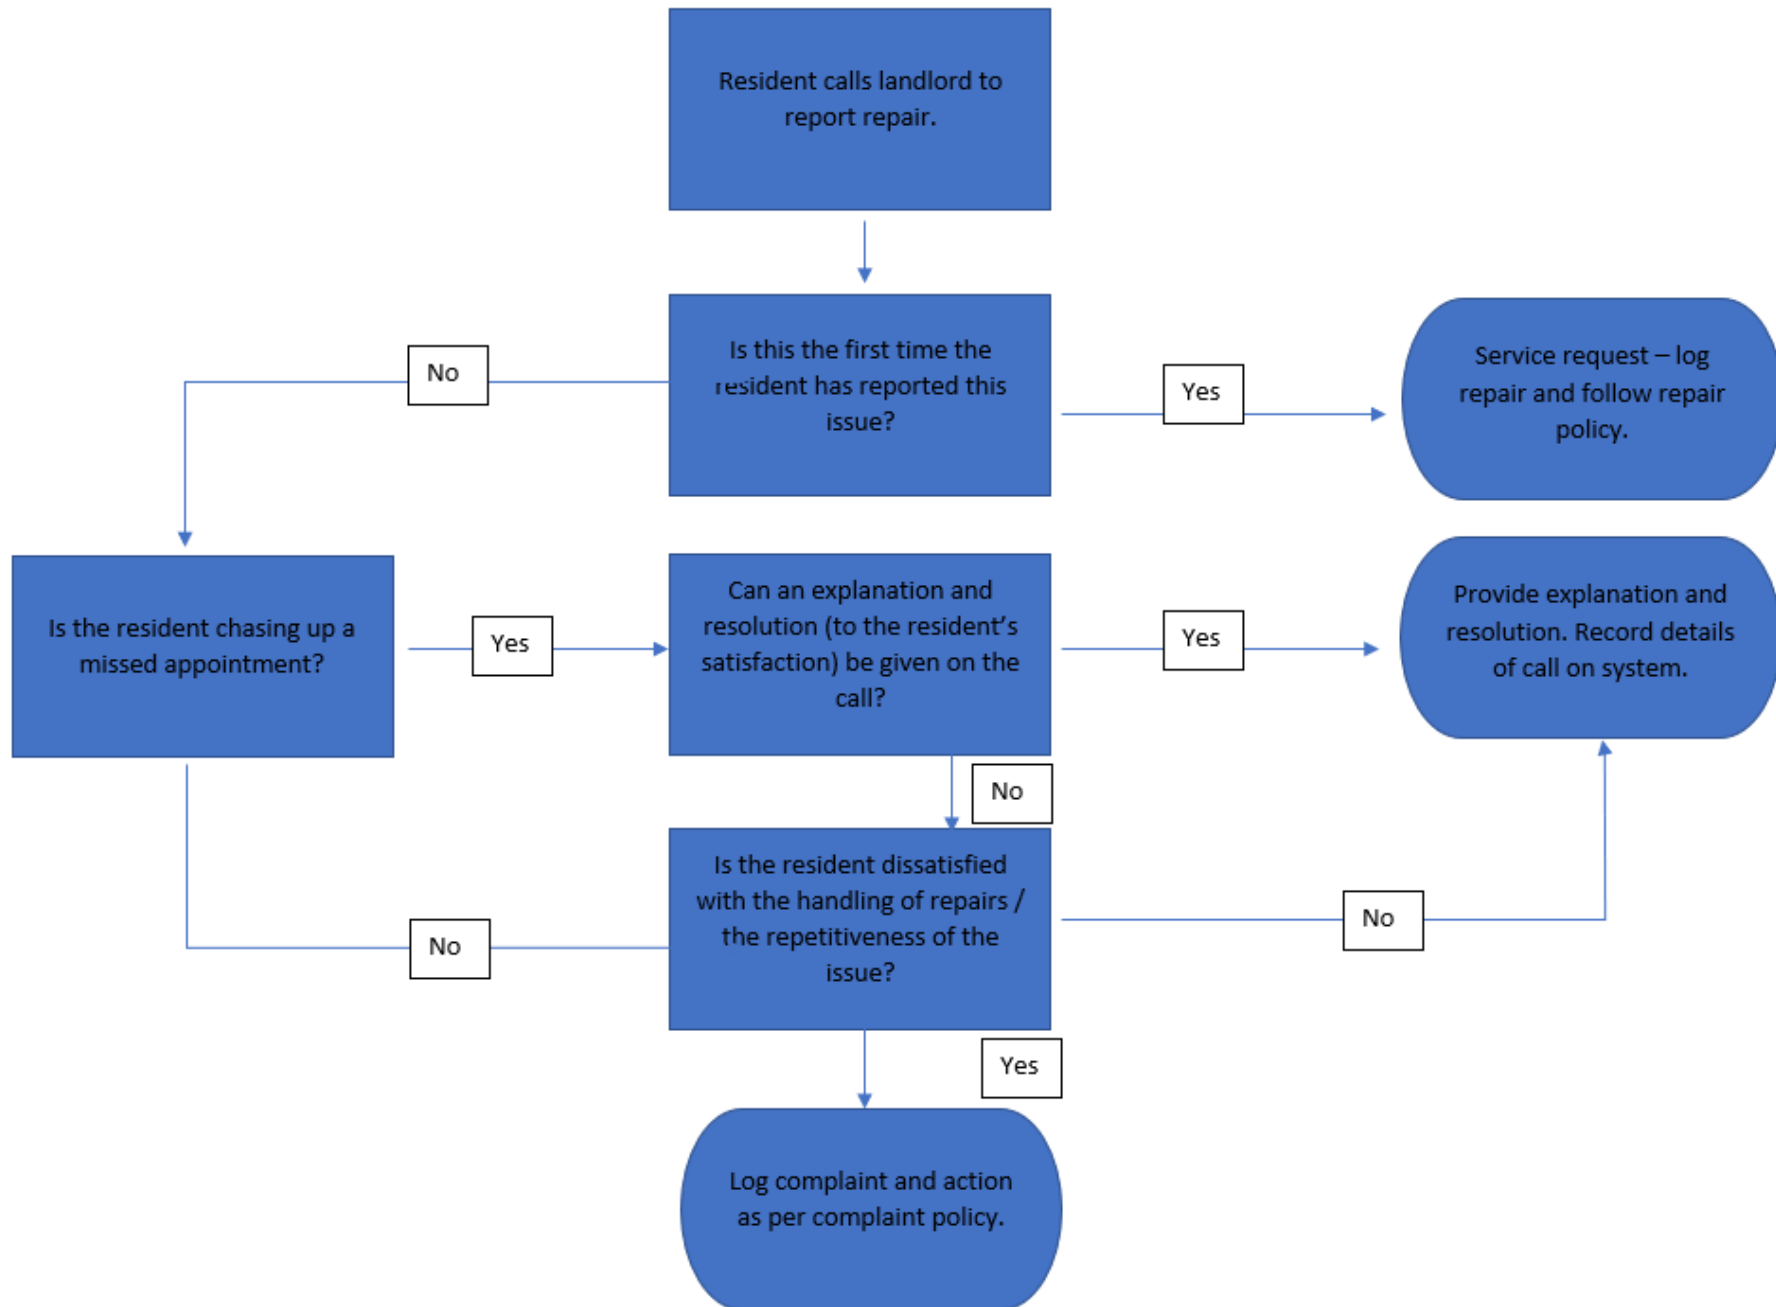 Resident calls landlord to
report repair.
Is this the first time the
resident has reported this
issue?
No
Yes
Service request – log
repair and follow repair
policy.
Is the resident chasing up a
missed appointment?
Yes
Can an explanation and
resolution (to the resident’s
satisfaction) be given on the
call?
Yes
Provide explanation and
resolution. Record details
of call on system.
No
Is the resident dissatisfied
with the handling of repairs /
the repetitiveness of the
issue?
No
No
Yes
Log complaint and action
as per complaint policy.